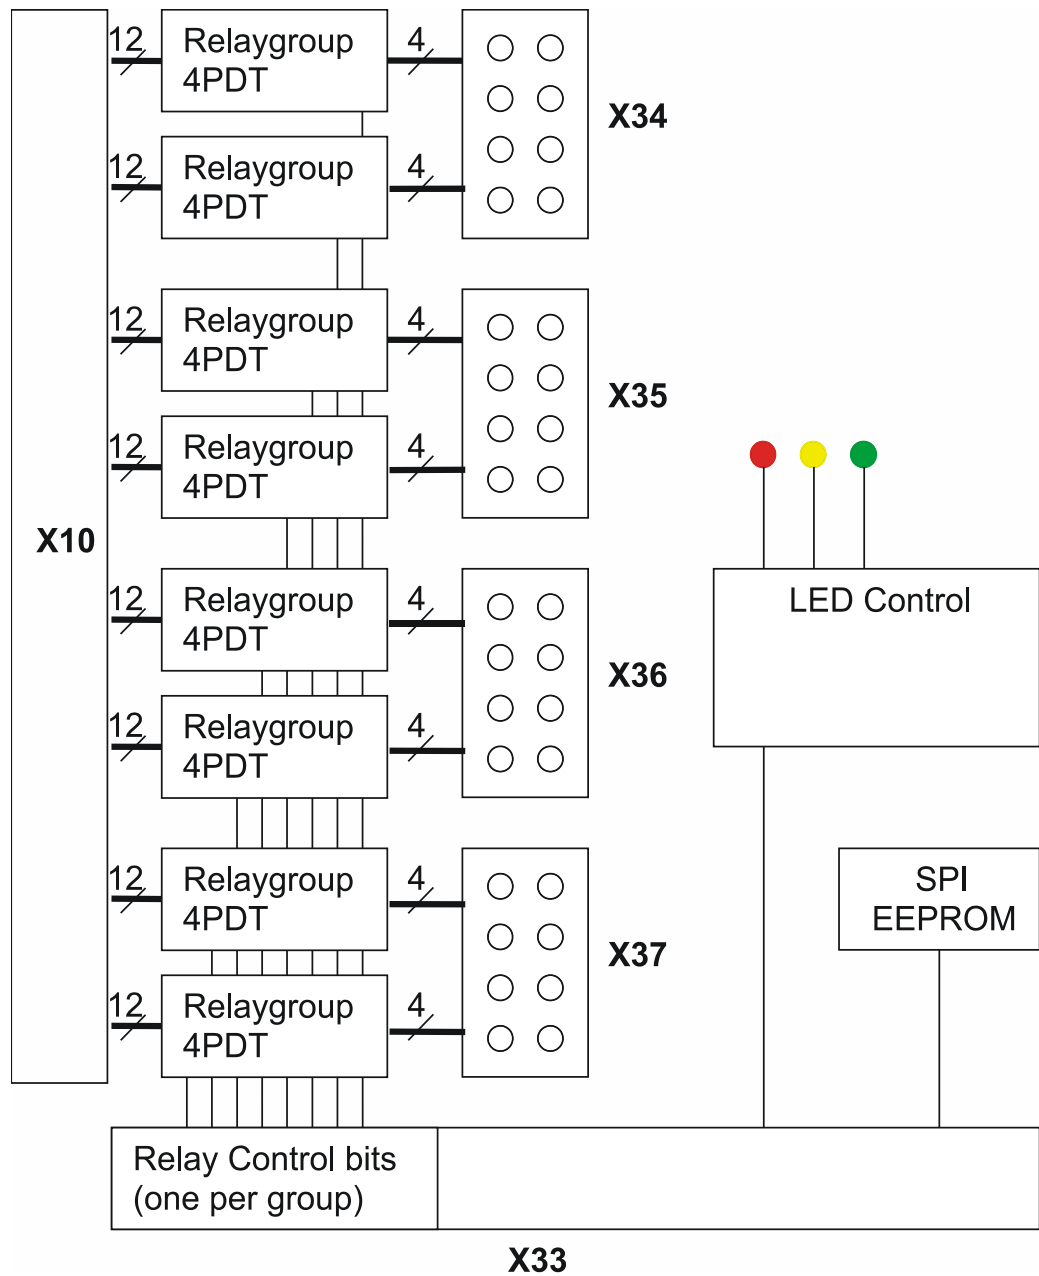 12
Relaygroup
4PDT
4
X34
12
Relaygroup
4PDT
4
12
Relaygroup
4PDT
4
X35
12
Relaygroup
4PDT
4
X10
12
Relaygroup
4PDT
4
X36
12
Relaygroup
4PDT
4
LED Control
12
Relaygroup
4PDT
4
X37
12
Relaygroup
4PDT
4
SPI
EEPROM
Relay Control bits
(one per group)
X33